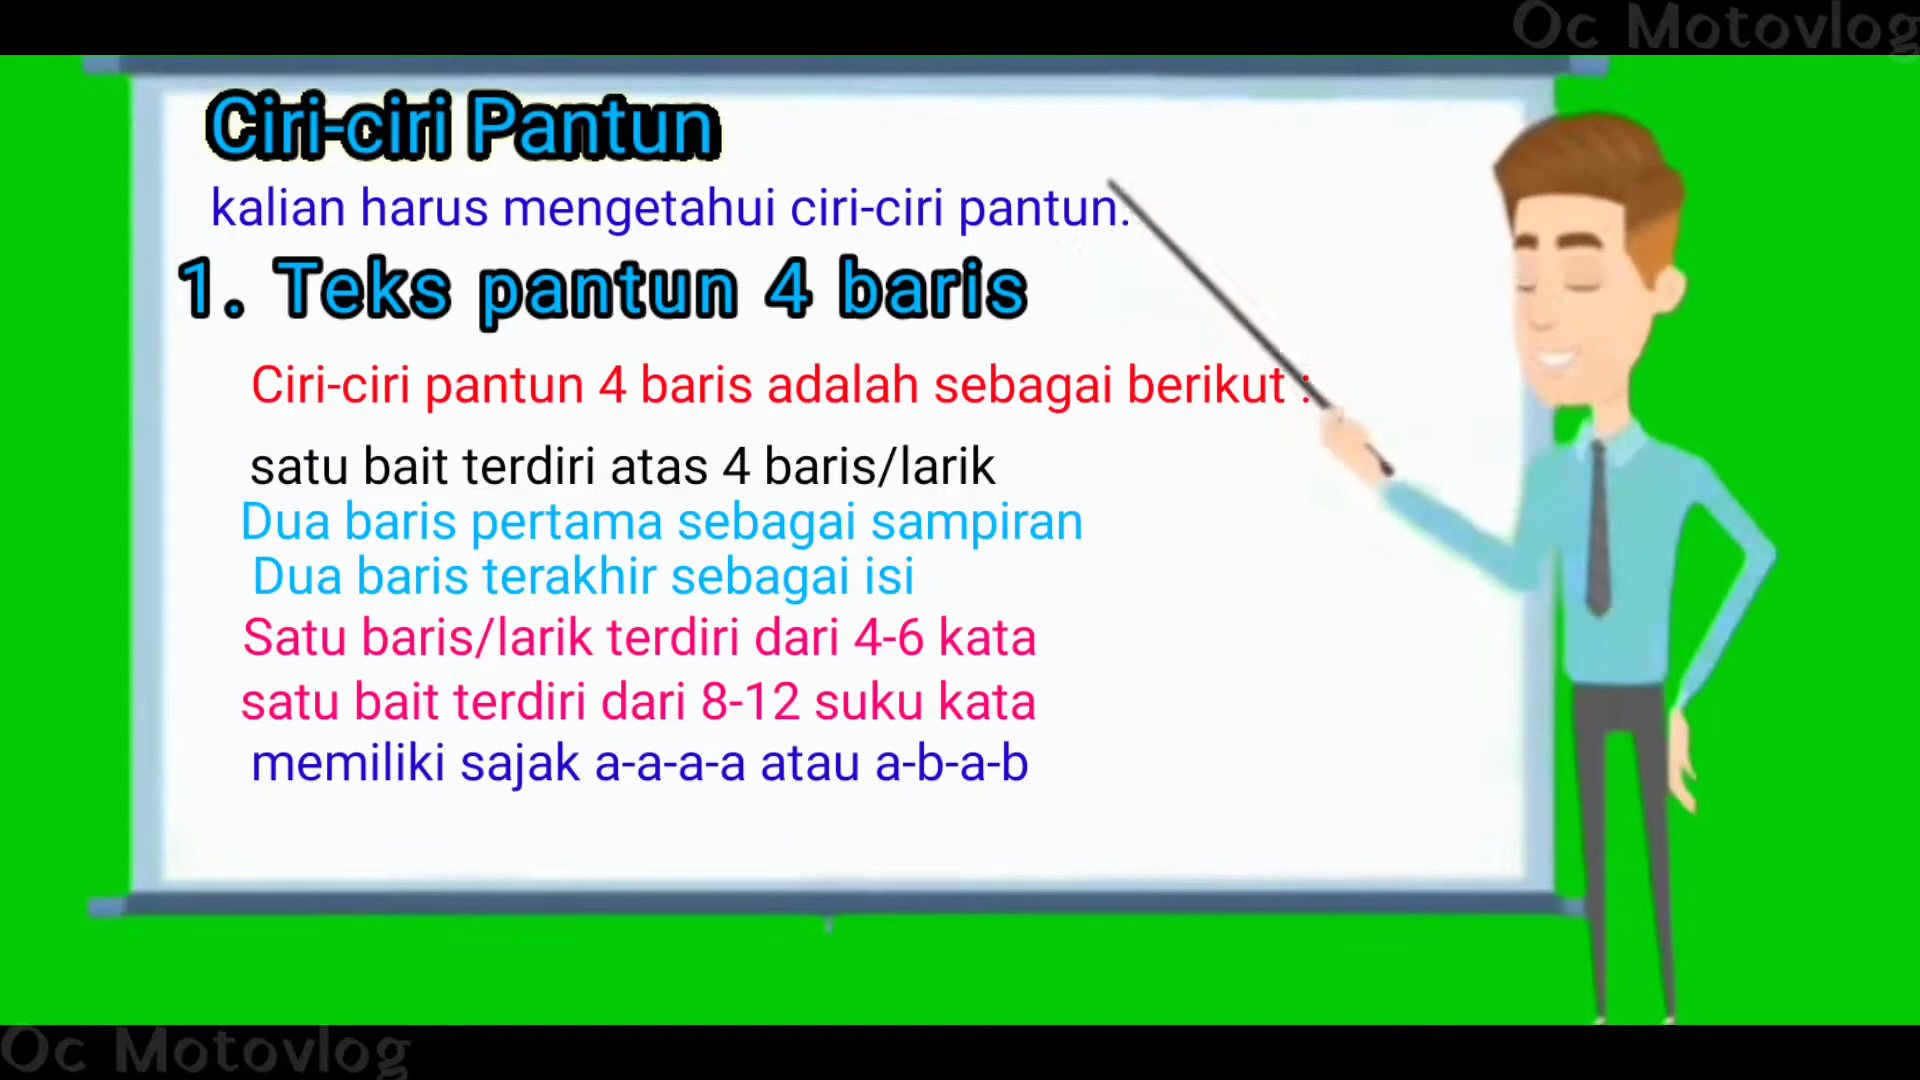 Oc Motovlog
Ciri-ciri Pantun
kalian harus mengetahui ciri-ciri pantun.
1. Teks pantun 4 baris
Ciri-ciri pantun 4 baris adalah sebagai berikut :
satu bait terdiri atas 4 baris/larik
Dua baris pertama sebagai sampiran
Dua baris terakhir sebagai isi
Satu baris/larik terdiri dari 4-6 kata
satu bait terdiri dari 8-12 suku kata
memiliki sajak a-a-a-a atau a-b-a-b
Oc Motovlog